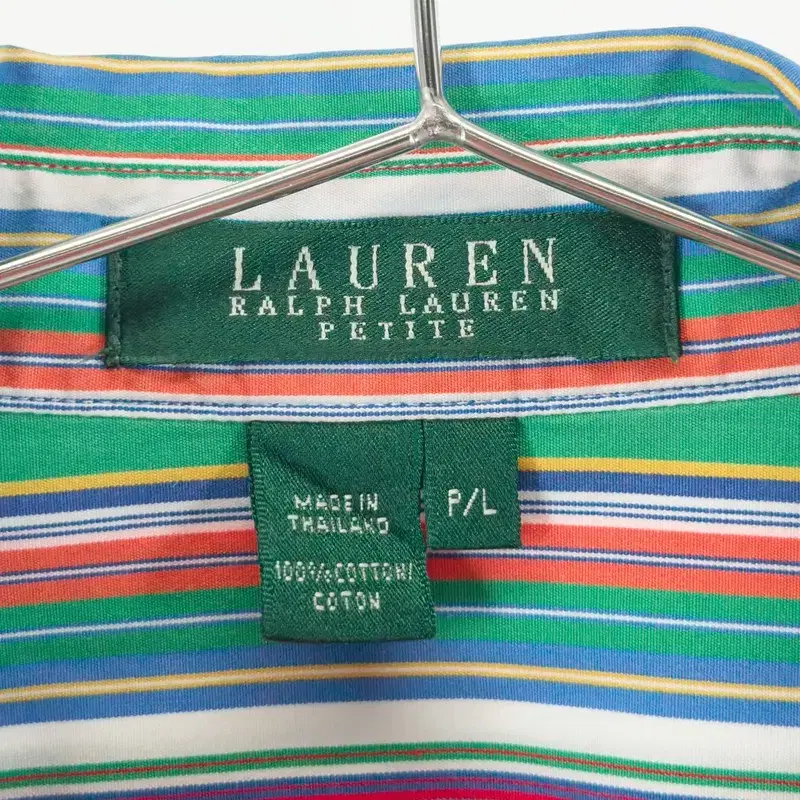 LAUREN
RALPH LAUREN
PETITE
MADE IN
THAILAND
P/L
100% COTTON/
COTON